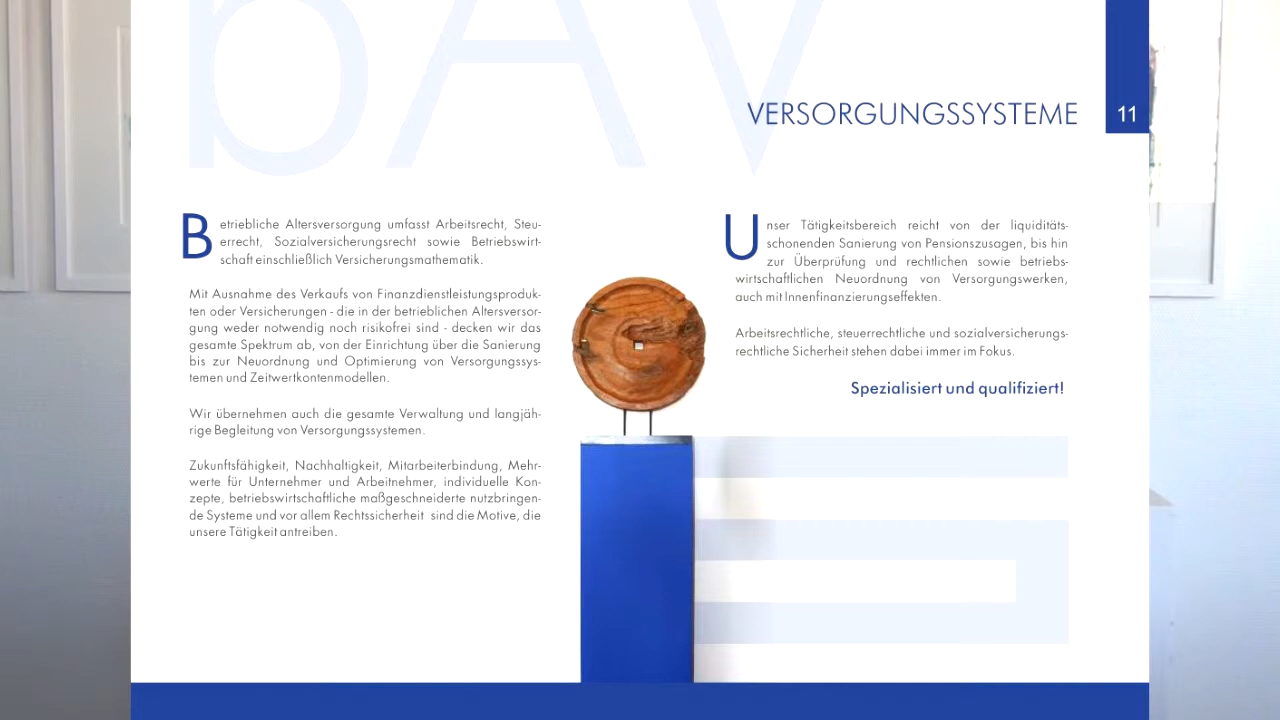 bAV
VERSORGUNGSSYSTEME
11
Betriebliche Altersversorgung umfasst Arbeitsrecht, Steu-
errecht, Sozialversicherungsrecht sowie Betriebswirt-
schaft einschließlich Versicherungsmathematik.
Mit Ausnahme des Verkaufs von Finanzdienstleistungsproduk-
ten oder Versicherungen - die in der betrieblichen Altersversor-
gung weder notwendig noch risikofrei sind - decken wir das
gesamte Spektrum ab, von der Einrichtung über die Sanierung
bis zur Neuordnung und Optimierung von Versorgungssys-
temen und Zeitwertkontenmodellen.
Wir übernehmen auch die gesamte Verwaltung und langjäh-
rige Begleitung von Versorgungssystemen.
Zukunftsfähigkeit, Nachhaltigkeit, Mitarbeiterbindung, Mehr-
werte für Unternehmer und Arbeitnehmer, individuelle Kon-
zepte, betriebswirtschaftliche maßgeschneiderte nutzbringen-
de Systeme und vor allem Rechtssicherheit sind die Motive, die
unsere Tätigkeit antreiben.
Unser Tätigkeitsbereich reicht von der liquiditäts-
schonenden Sanierung von Pensionszusagen, bis hin
zur Überprüfung und rechtlichen sowie betriebs-
wirtschaftlichen Neuordnung von Versorgungswerken,
auch mit Innenfinanzierungseffekten.
Arbeitsrechtliche, steuerrechtliche und sozialversicherungs-
rechtliche Sicherheit stehen dabei immer im Fokus.
Spezialisiert und qualifiziert!